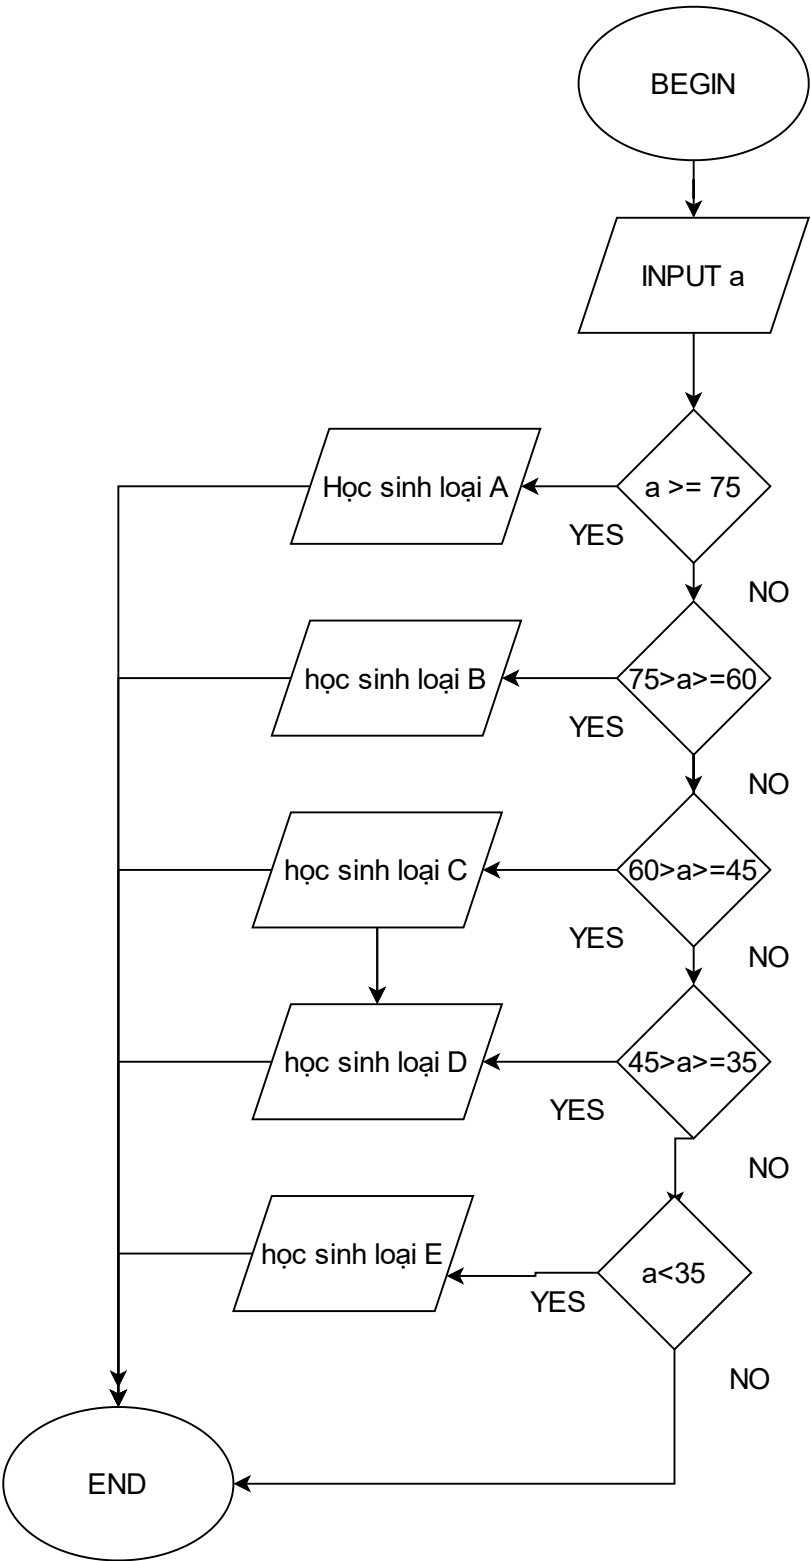 BEGIN
INPUT a
Học sinh loại A
a >= 75
YES
NO
học sinh loại B
75>a>=60
YES
NO
học sinh loại C
60>a>=45
YES
NO
học sinh loại D
45>a>=35
YES
NO
học sinh loại E
a<35
YES
NO
END